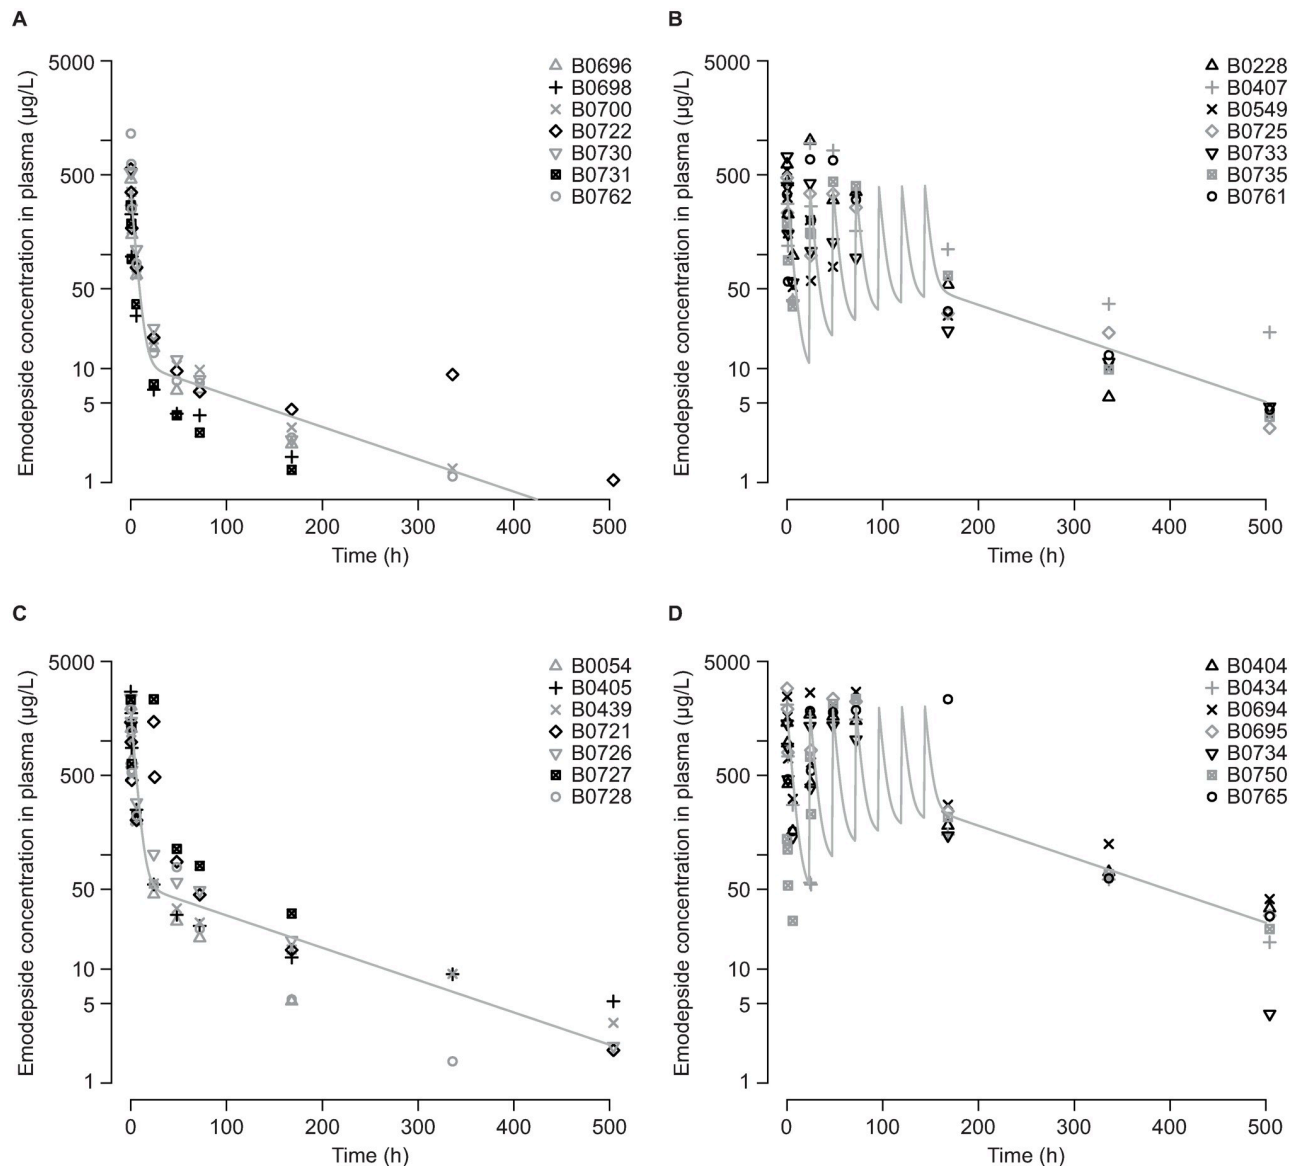 A
Emodepside concentration in plasma (µg/L)
5000
500
50
10
5
1
0 100 200 300 400 500
Time (h)
B0696
B0698
B0700
B0722
B0730
B0731
B0762
B
Emodepside concentration in plasma (µg/L)
5000
500
50
10
5
1
0 100 200 300 400 500
Time (h)
B0228
B0407
B0549
B0725
B0733
B0735
B0761
C
Emodepside concentration in plasma (µg/L)
5000
500
50
10
5
1
0 100 200 300 400 500
Time (h)
B0054
B0405
B0439
B0721
B0726
B0727
B0728
D
Emodepside concentration in plasma (µg/L)
5000
500
50
10
5
1
0 100 200 300 400 500
Time (h)
B0404
B0434
B0694
B0695
B0734
B0750
B0765